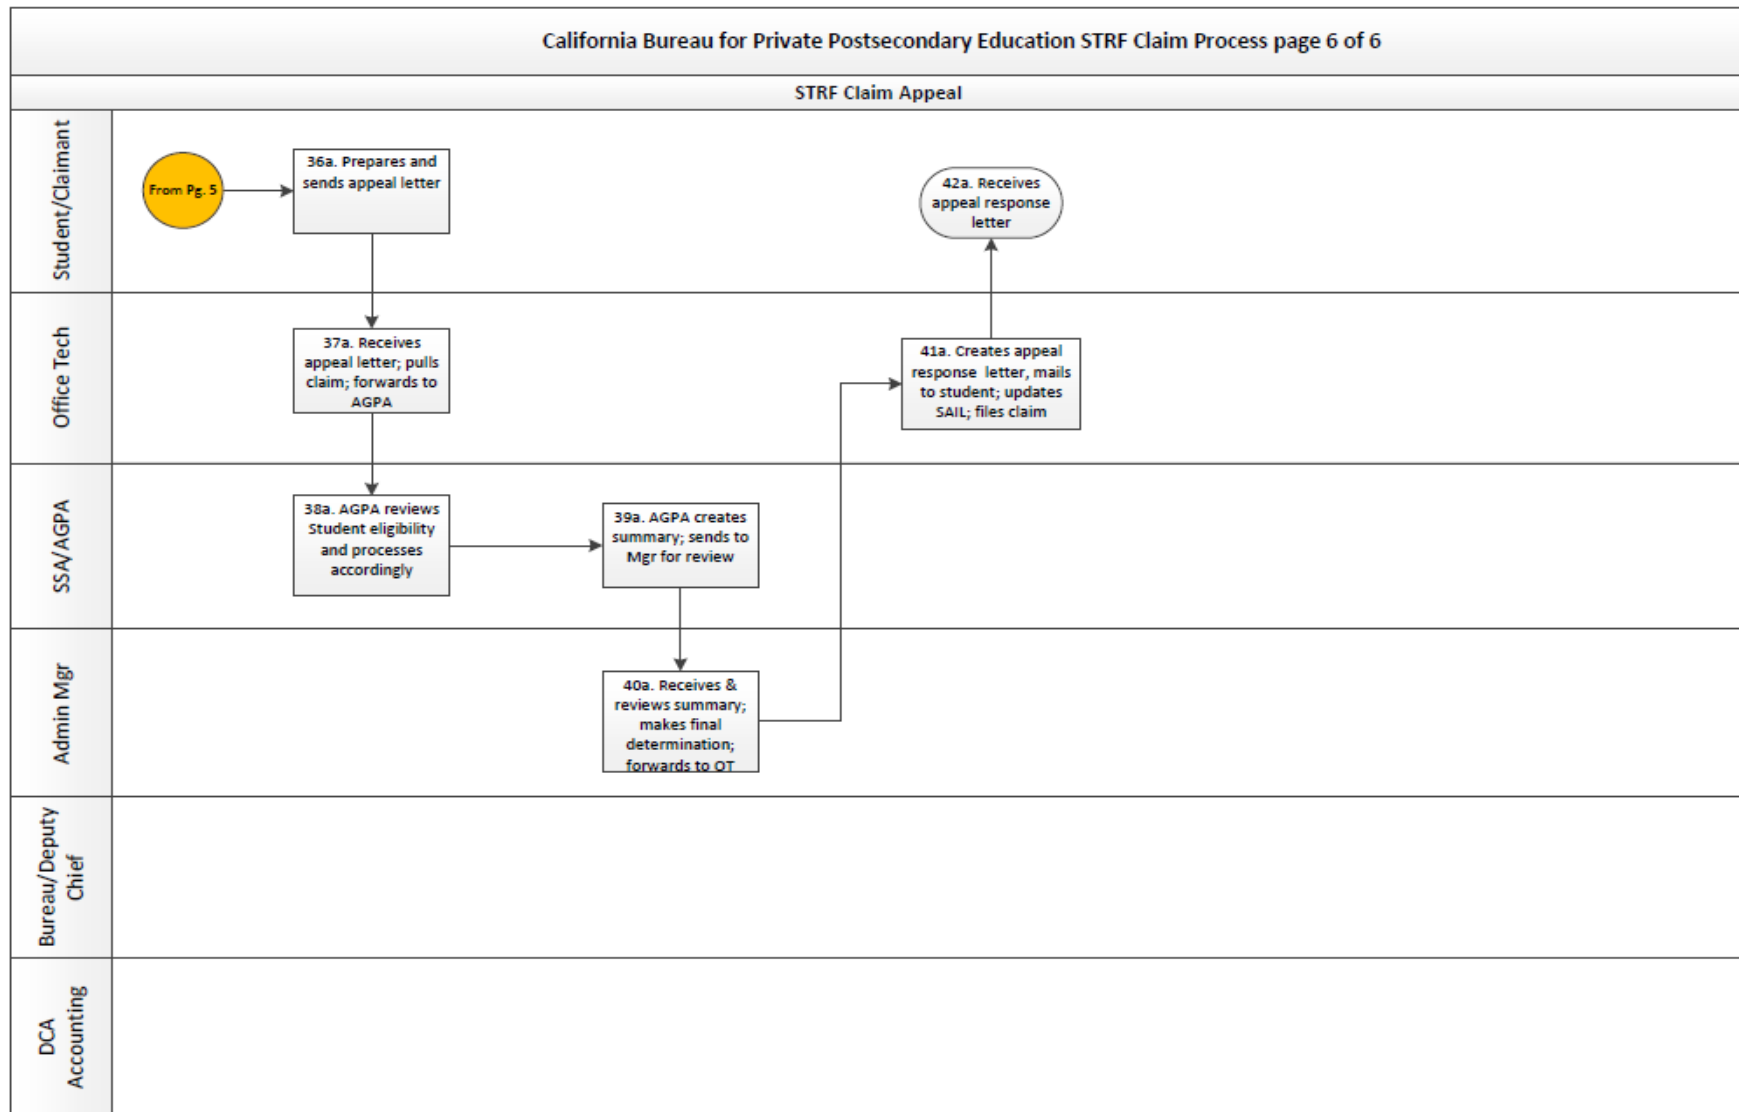 California Bureau for Private Postsecondary Education STRF Claim Process page 6 of 6
STRF Claim Appeal
Student/Claimant
From Pg. 5
36a. Prepares and
sends appeal letter
42a. Receives
appeal response
letter
Office Tech
37a. Receives
appeal letter; pulls
claim; forwards to
AGPA
41a. Creates appeal
response letter, mails
to student; updates
SAIL; files claim
SSA/AGPA
38a. AGPA reviews
Student eligibility
and processes
accordingly
39a. AGPA creates
summary; sends to
Mgr for review
Admin Mgr
40a. Receives &
reviews summary;
makes final
determination;
forwards to OT
Bureau/Deputy
Chief
DCA
Accounting